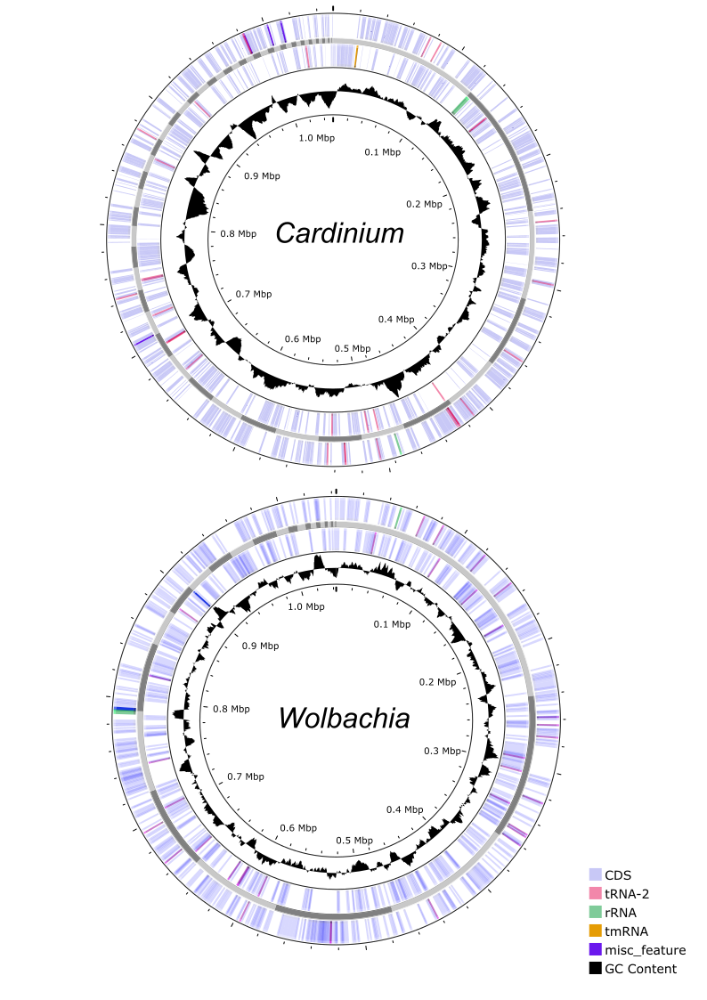 1.0 Mbp
0.1 Mbp
0.9 Mbp
0.2 Mbp
0.8 Mbp
Cardinium
0.3 Mbp
0.7 Mbp
0.4 Mbp
0.6 Mbp
0.5 Mbp
1.0 Mbp
0.1 Mbp
0.9 Mbp
0.2 Mbp
0.8 Mbp
Wolbachia
0.3 Mbp
0.7 Mbp
0.4 Mbp
0.6 Mbp
0.5 Mbp
CDS
tRNA-2
rRNA
tmRNA
misc_feature
GC Content